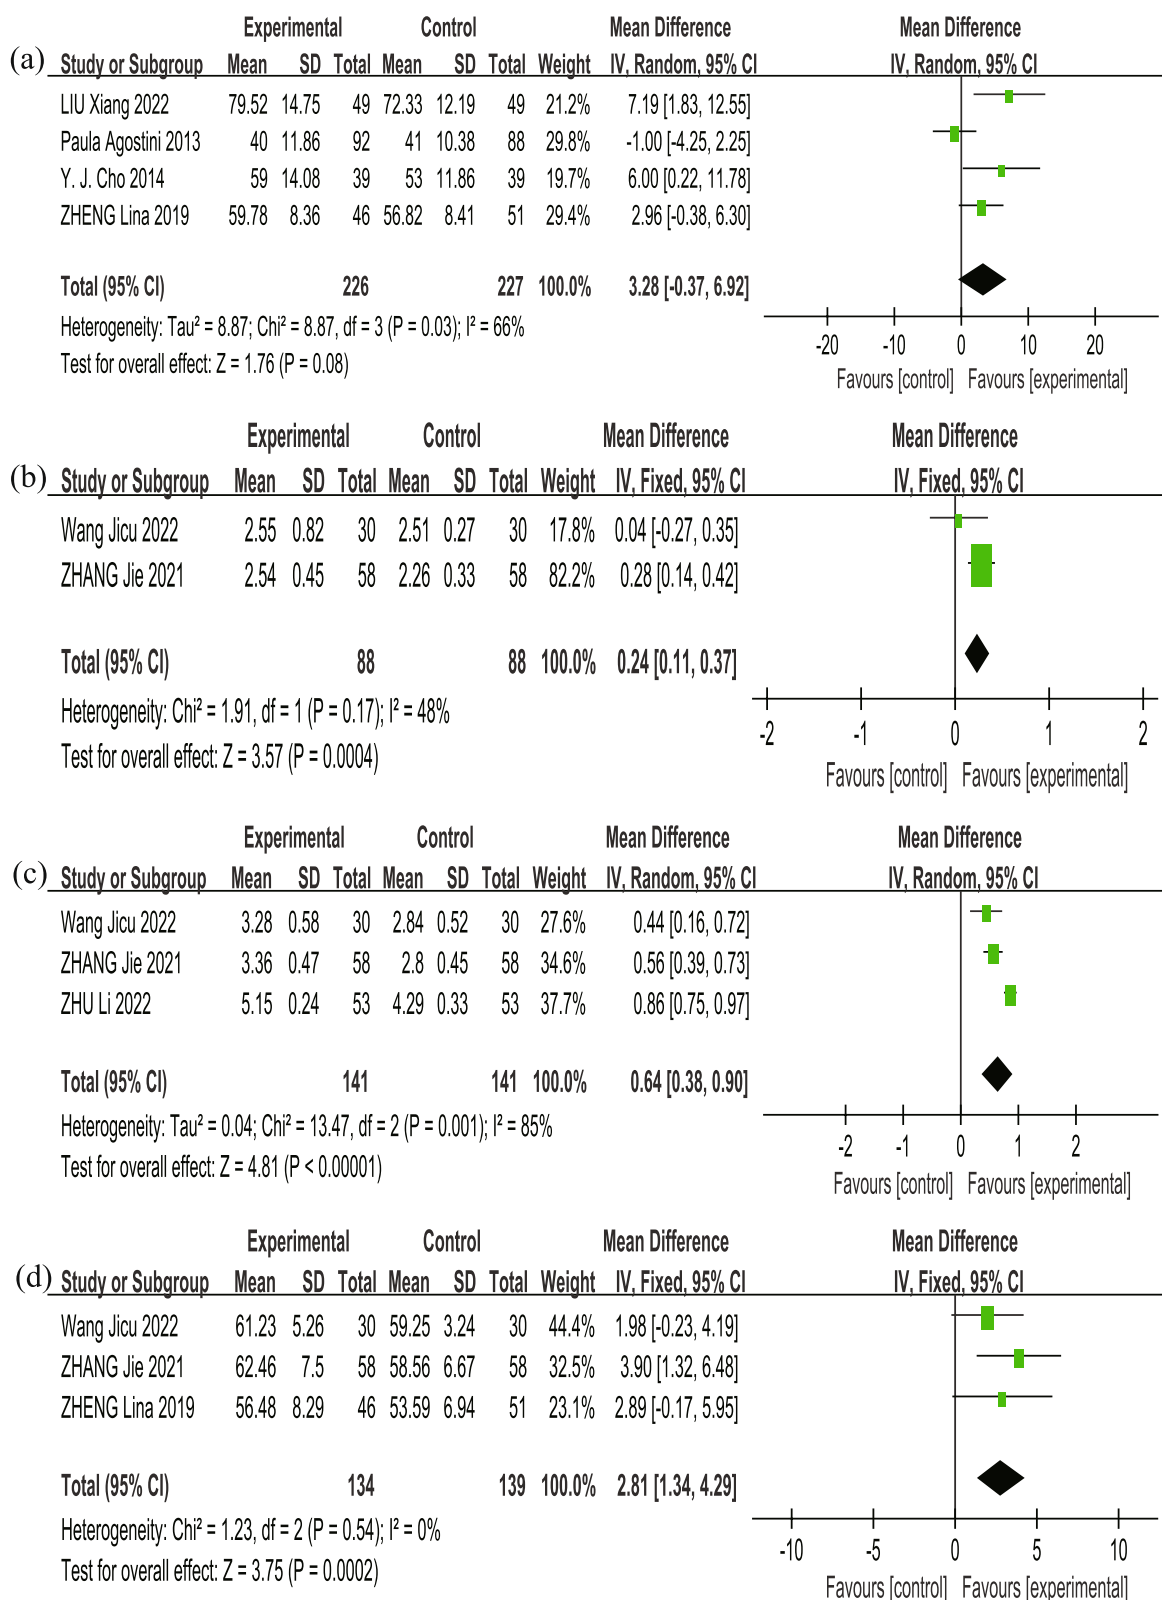 Experimental Control Mean Difference Mean Difference
(a) Study or Subgroup Mean SD Total Mean SD Total Weight IV, Random, 95% CI IV, Random, 95% CI
LIU Xiang 2022 79.52 14.75 49 72.33 12.19 49 21.2% 7.19 [1.83, 12.55]
Paula Agostini 2013 40 11.86 92 41 10.38 88 29.8% -1.00 [-4.25, 2.25]
Y. J. Cho 2014 59 14.08 39 53 11.86 39 19.7% 6.00 [0.22, 11.78]
ZHENG Lina 2019 59.78 8.36 46 56.82 8.41 51 29.4% 2.96 [-0.38, 6.30]
Total (95% CI) 226 227 100.0% 3.28 [-0.37, 6.92]
Heterogeneity: Tau² = 8.87; Chi² = 8.87, df = 3 (P = 0.03); I² = 66%
Test for overall effect: Z = 1.76 (P = 0.08)
-20 -10 0 10 20
Favours [control] Favours [experimental]
Experimental Control Mean Difference Mean Difference
(b) Study or Subgroup Mean SD Total Mean SD Total Weight IV, Fixed, 95% CI IV, Fixed, 95% CI
Wang Jicu 2022 2.55 0.82 30 2.51 0.27 30 17.8% 0.04 [-0.27, 0.35]
ZHANG Jie 2021 2.54 0.45 58 2.26 0.33 58 82.2% 0.28 [0.14, 0.42]
Total (95% CI) 88 88 100.0% 0.24 [0.11, 0.37]
Heterogeneity: Chi² = 1.91, df = 1 (P = 0.17); I² = 48%
Test for overall effect: Z = 3.57 (P = 0.0004)
-2 -1 0 1 2
Favours [control] Favours [experimental]
Experimental Control Mean Difference Mean Difference
(c) Study or Subgroup Mean SD Total Mean SD Total Weight IV, Random, 95% CI IV, Random, 95% CI
Wang Jicu 2022 3.28 0.58 30 2.84 0.52 30 27.6% 0.44 [0.16, 0.72]
ZHANG Jie 2021 3.36 0.47 58 2.8 0.45 58 34.6% 0.56 [0.39, 0.73]
ZHU Li 2022 5.15 0.24 53 4.29 0.33 53 37.7% 0.86 [0.75, 0.97]
Total (95% CI) 141 141 100.0% 0.64 [0.38, 0.90]
Heterogeneity: Tau² = 0.04; Chi² = 13.47, df = 2 (P = 0.001); I² = 85%
Test for overall effect: Z = 4.81 (P < 0.00001)
-2 -1 0 1 2
Favours [control] Favours [experimental]
Experimental Control Mean Difference Mean Difference
(d) Study or Subgroup Mean SD Total Mean SD Total Weight IV, Fixed, 95% CI IV, Fixed, 95% CI
Wang Jicu 2022 61.23 5.26 30 59.25 3.24 30 44.4% 1.98 [-0.23, 4.19]
ZHANG Jie 2021 62.46 7.5 58 58.56 6.67 58 32.5% 3.90 [1.32, 6.48]
ZHENG Lina 2019 56.48 8.29 46 53.59 6.94 51 23.1% 2.89 [-0.17, 5.95]
Total (95% CI) 134 139 100.0% 2.81 [1.34, 4.29]
Heterogeneity: Chi² = 1.23, df = 2 (P = 0.54); I² = 0%
Test for overall effect: Z = 3.75 (P = 0.0002)
-10 -5 0 5 10
Favours [control] Favours [experimental]